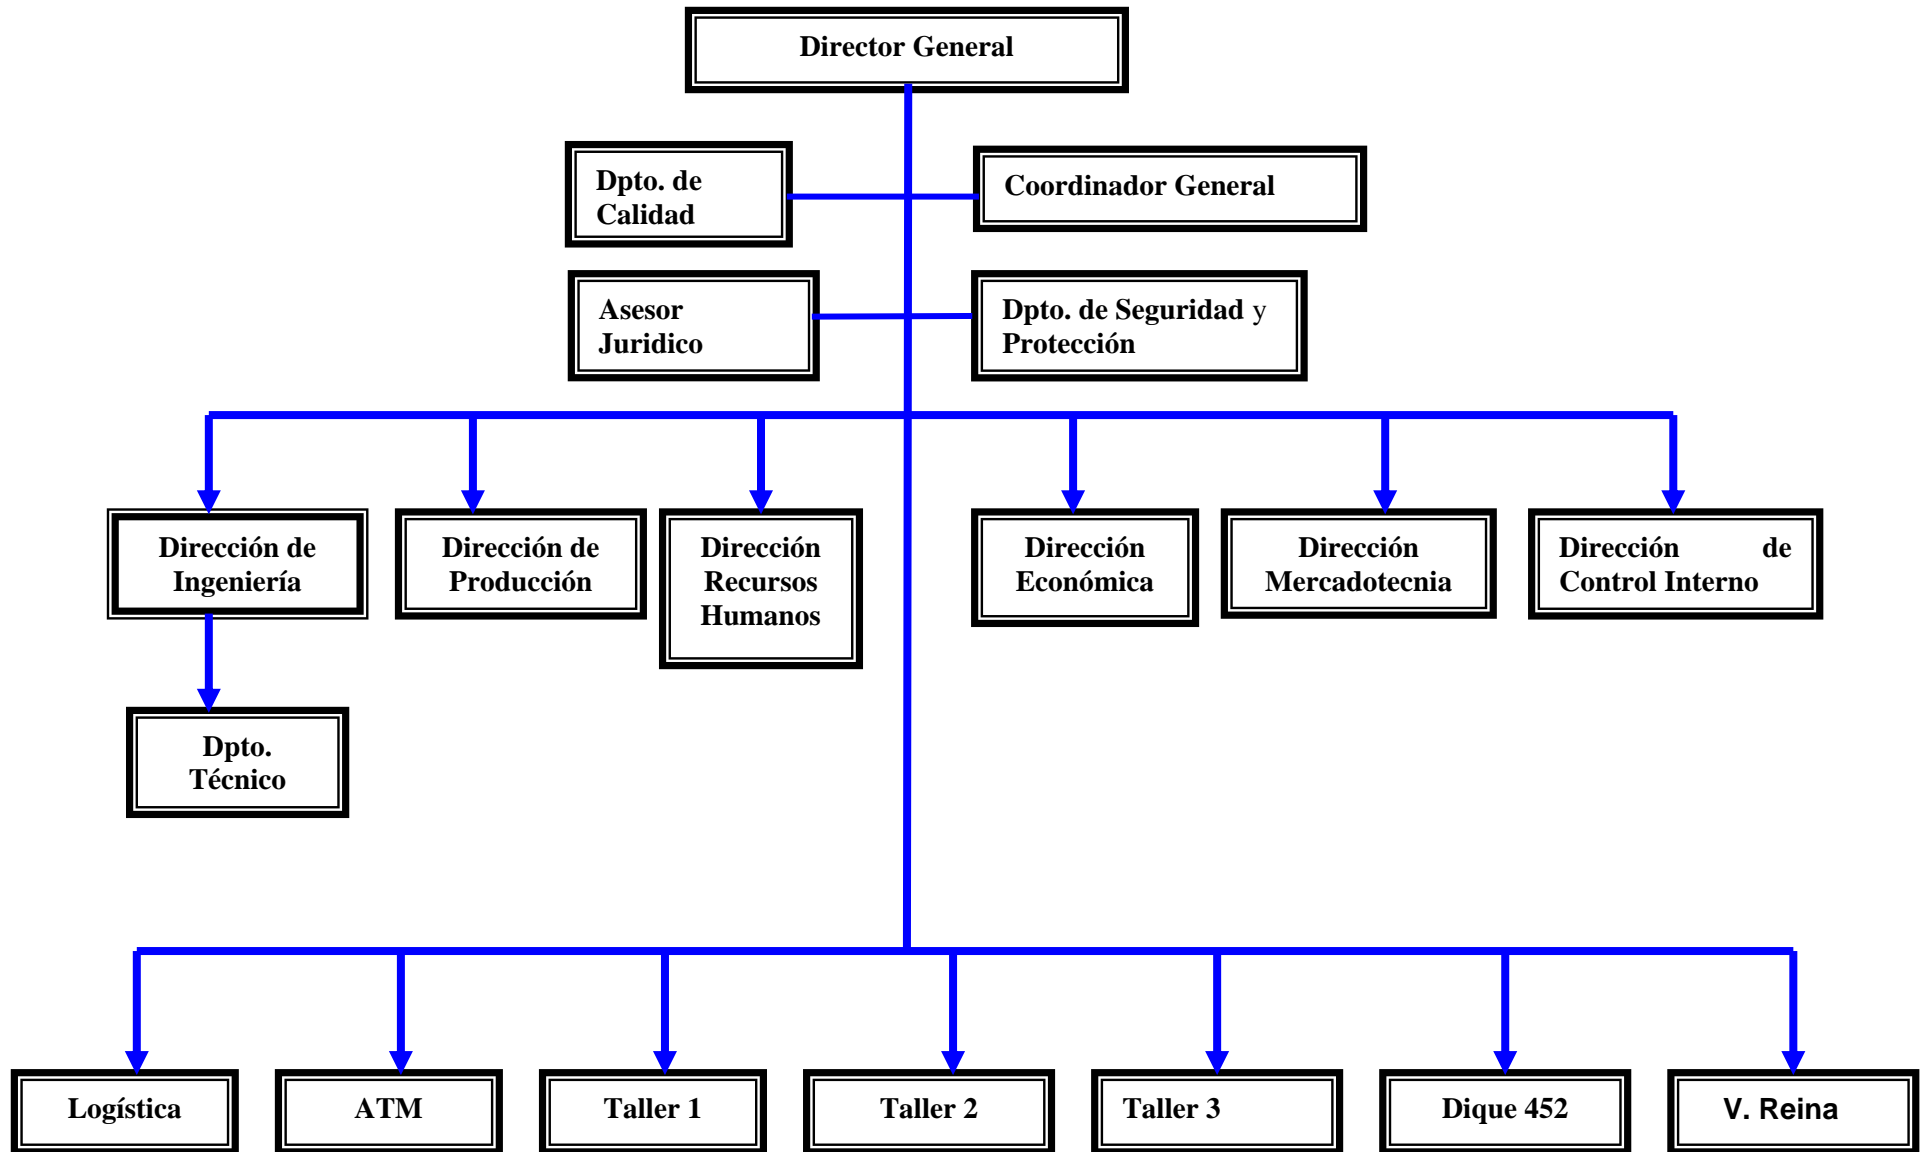 Director General
Dpto. de
Calidad
Coordinador General
Asesor
Juridico
Dpto. de Seguridad y
Protección
Dirección de
Ingeniería
Dirección de
Producción
Dirección
Recursos
Humanos
Dirección
Económica
Dirección
Mercadotecnia
Dirección de
Control Interno
Dpto.
Técnico
Logística
ATM
Taller 1
Taller 2
Taller 3
Dique 452
V. Reina